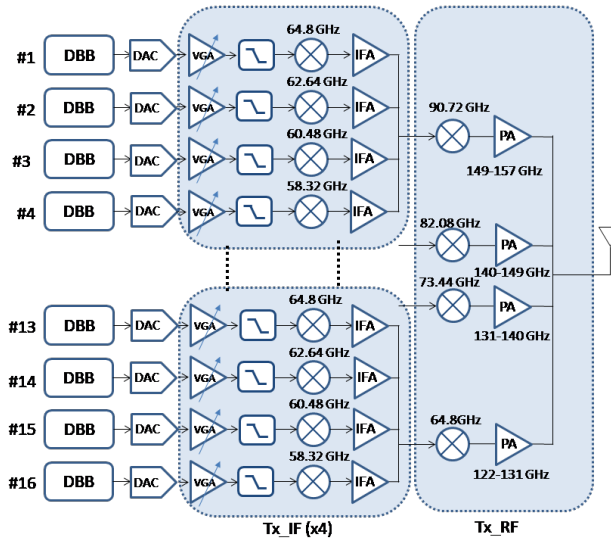 64.8 GHz
#1 DBB DAC VGA IFA
62.64 GHz
#2 DBB DAC VGA IFA
90.72 GHz
60.48 GHz
PA
#3 DBB DAC VGA IFA
149-157 GHz
58.32 GHz
#4 DBB DAC VGA IFA
82.08 GHz
PA
140-149 GHz
73.44 GHz
PA
131-140 GHz
64.8 GHz
#13 DBB DAC VGA IFA
62.64 GHz
#14 DBB DAC VGA IFA
60.48 GHz
64.8GHz
#15 DBB DAC VGA IFA
PA
58.32 GHz
122-131 GHz
#16 DBB DAC VGA IFA
Tx_IF (x4)
Tx_RF